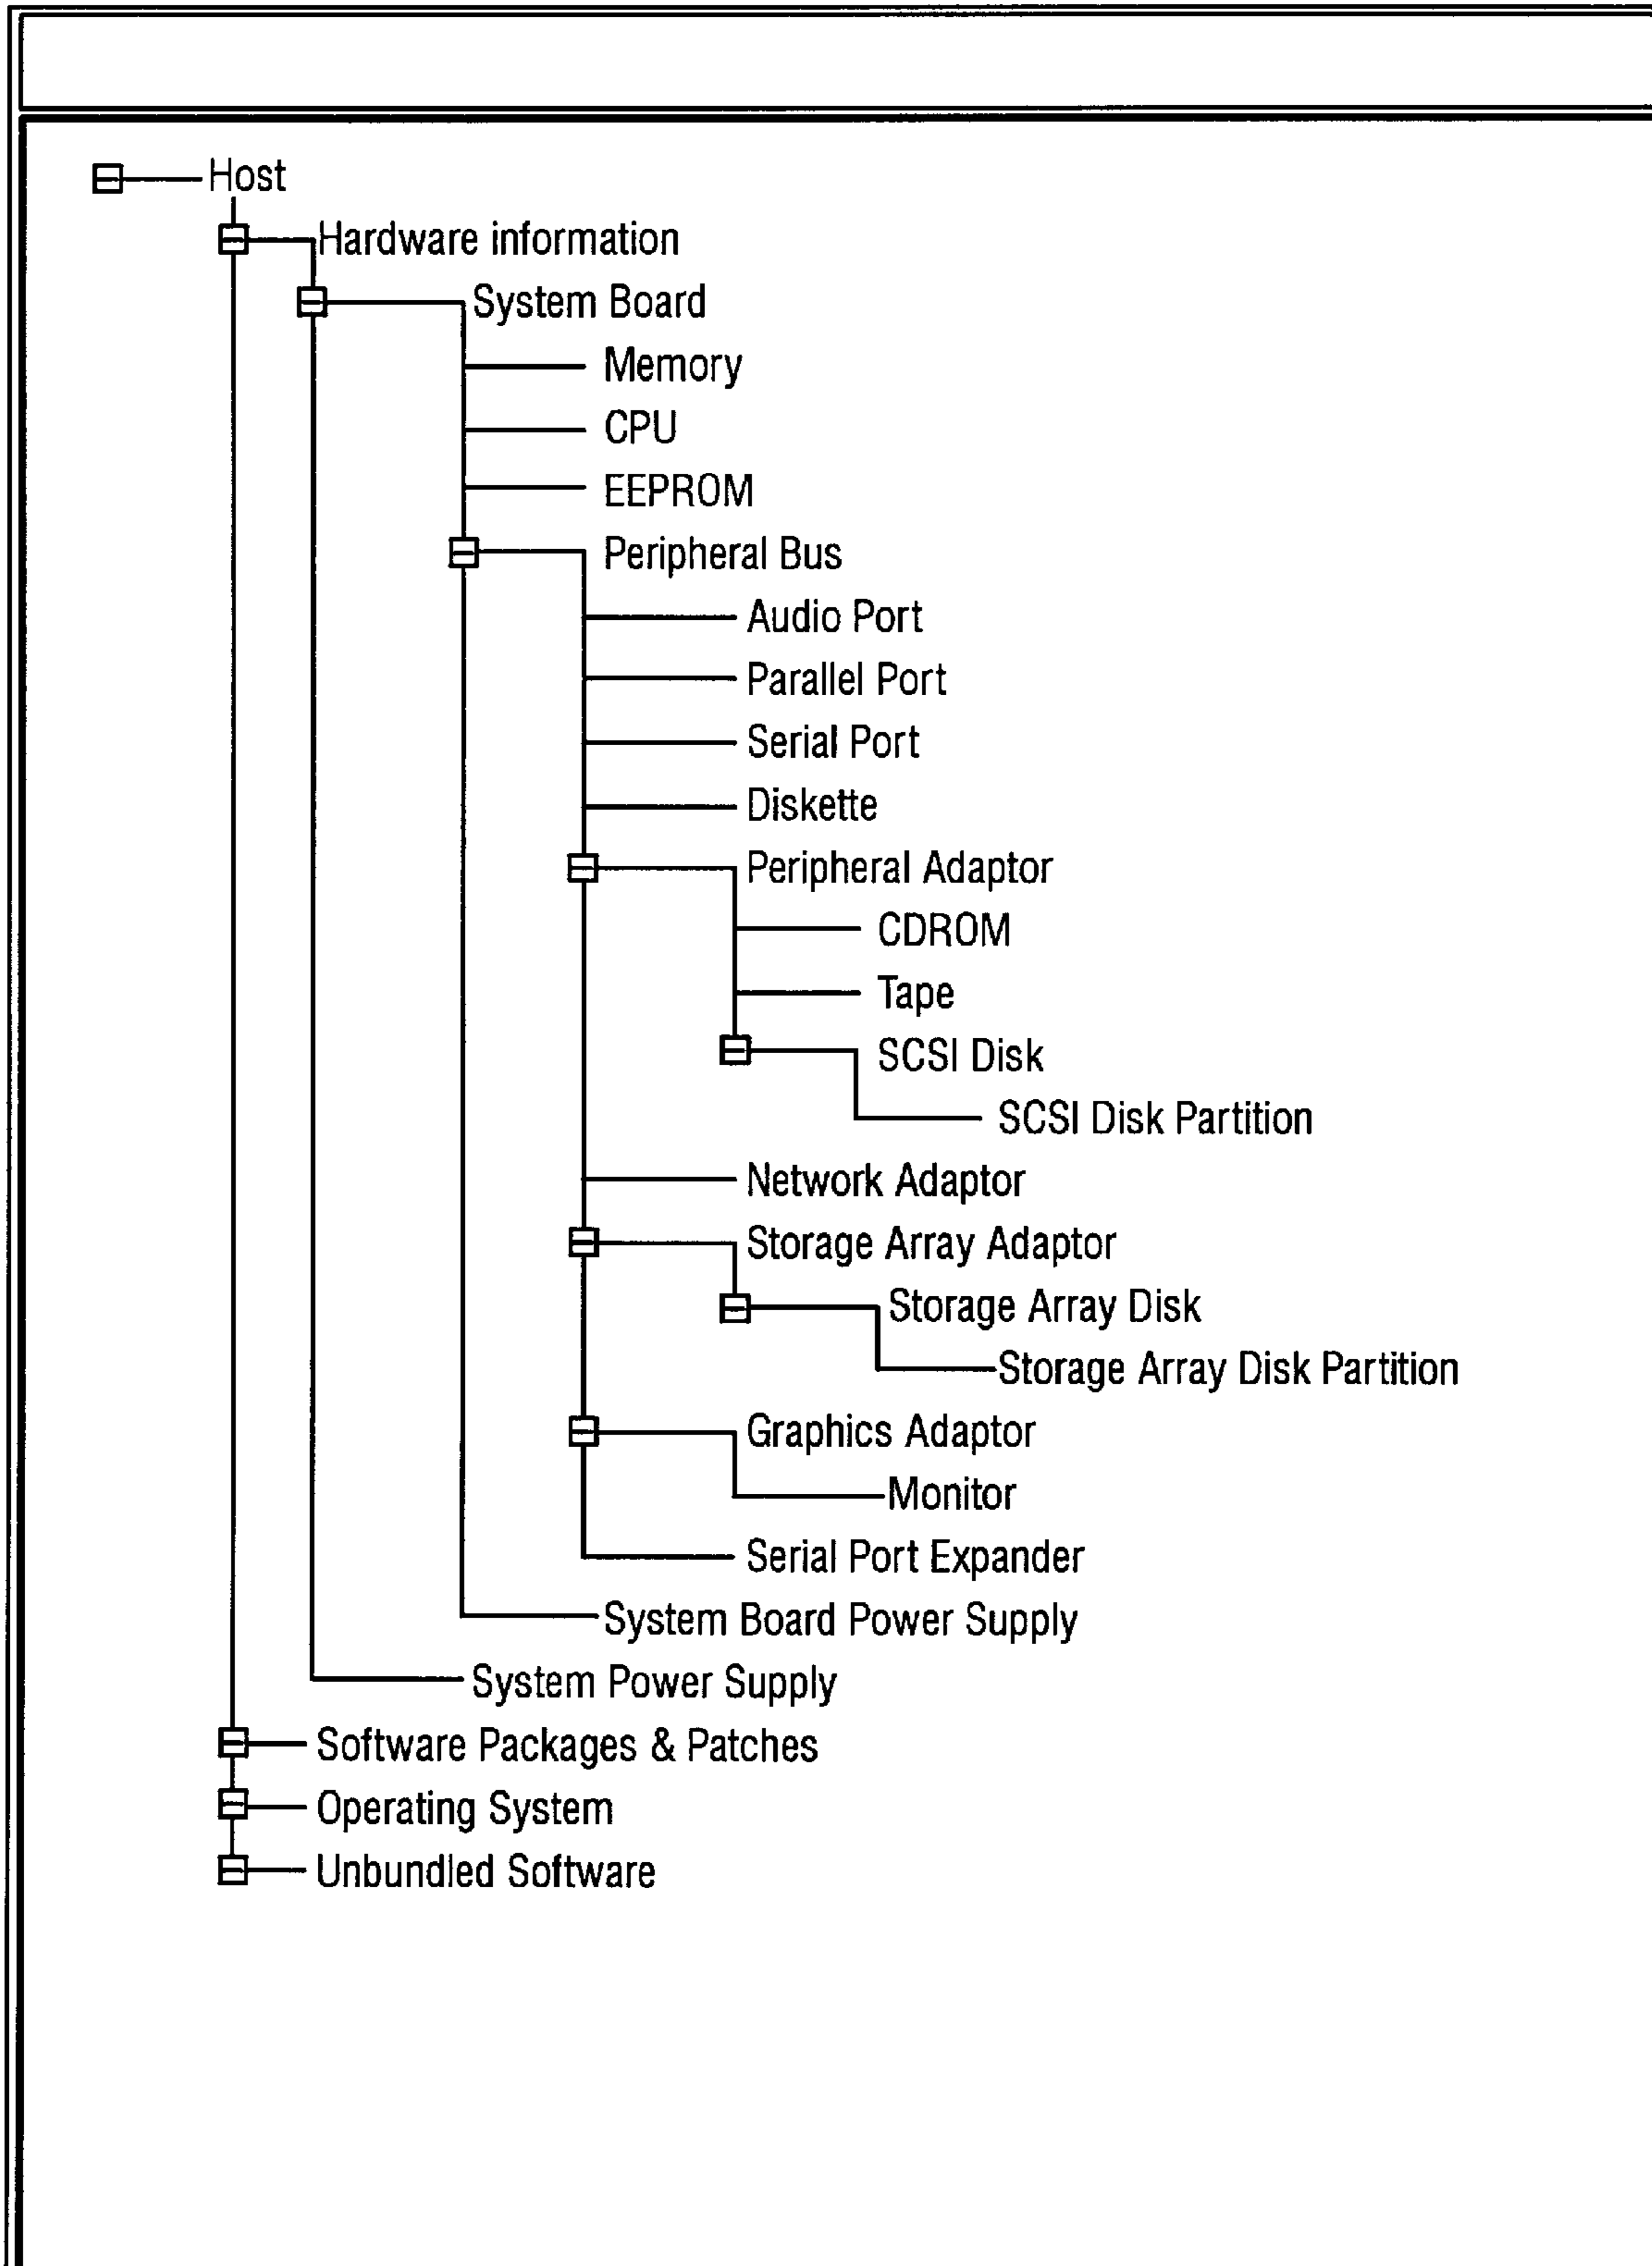 Host
Hardware information
System Board
Memory
CPU
EEPROM
Peripheral Bus
Audio Port
Parallel Port
Serial Port
Diskette
Peripheral Adaptor
CDROM
Tape
SCSI Disk
SCSI Disk Partition
Network Adaptor
Storage Array Adaptor
Storage Array Disk
Storage Array Disk Partition
Graphics Adaptor
Monitor
Serial Port Expander
System Board Power Supply
System Power Supply
Software Packages & Patches
Operating System
Unbundled Software